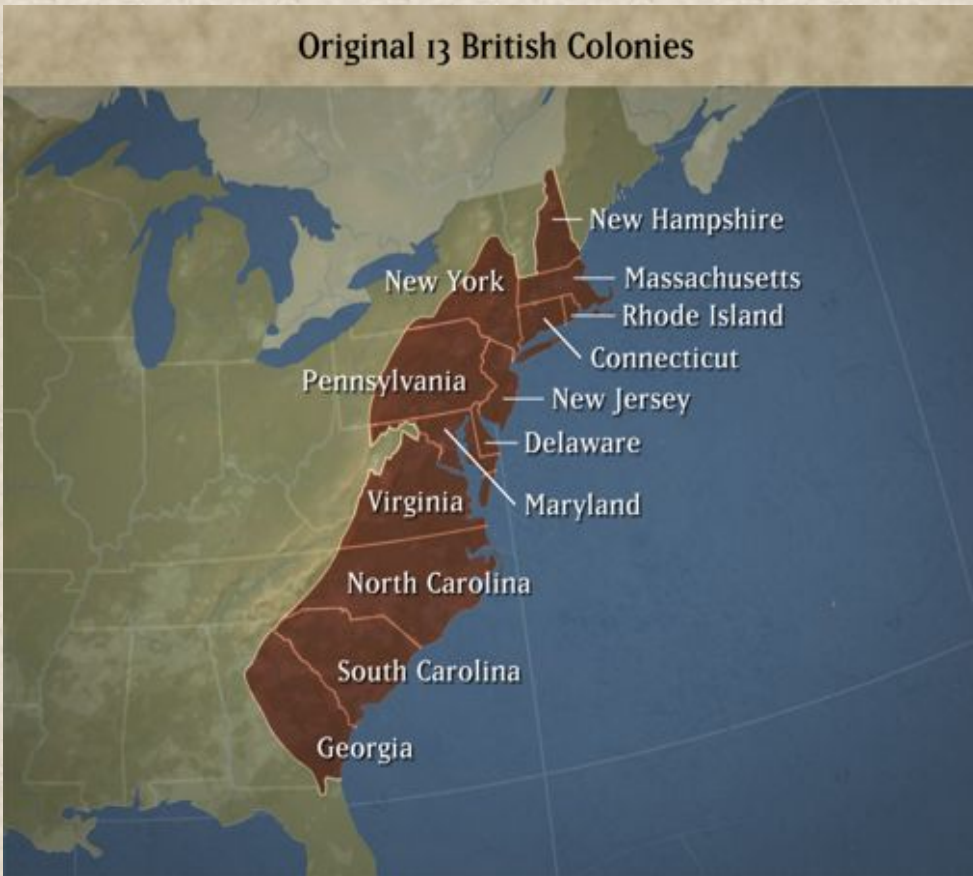 Original 13 British Colonies
New Hampshire
New York
Massachusetts
Rhode Island
Connecticut
Pennsylvania
New Jersey
Delaware
Virginia
Maryland
North Carolina
South Carolina
Georgia